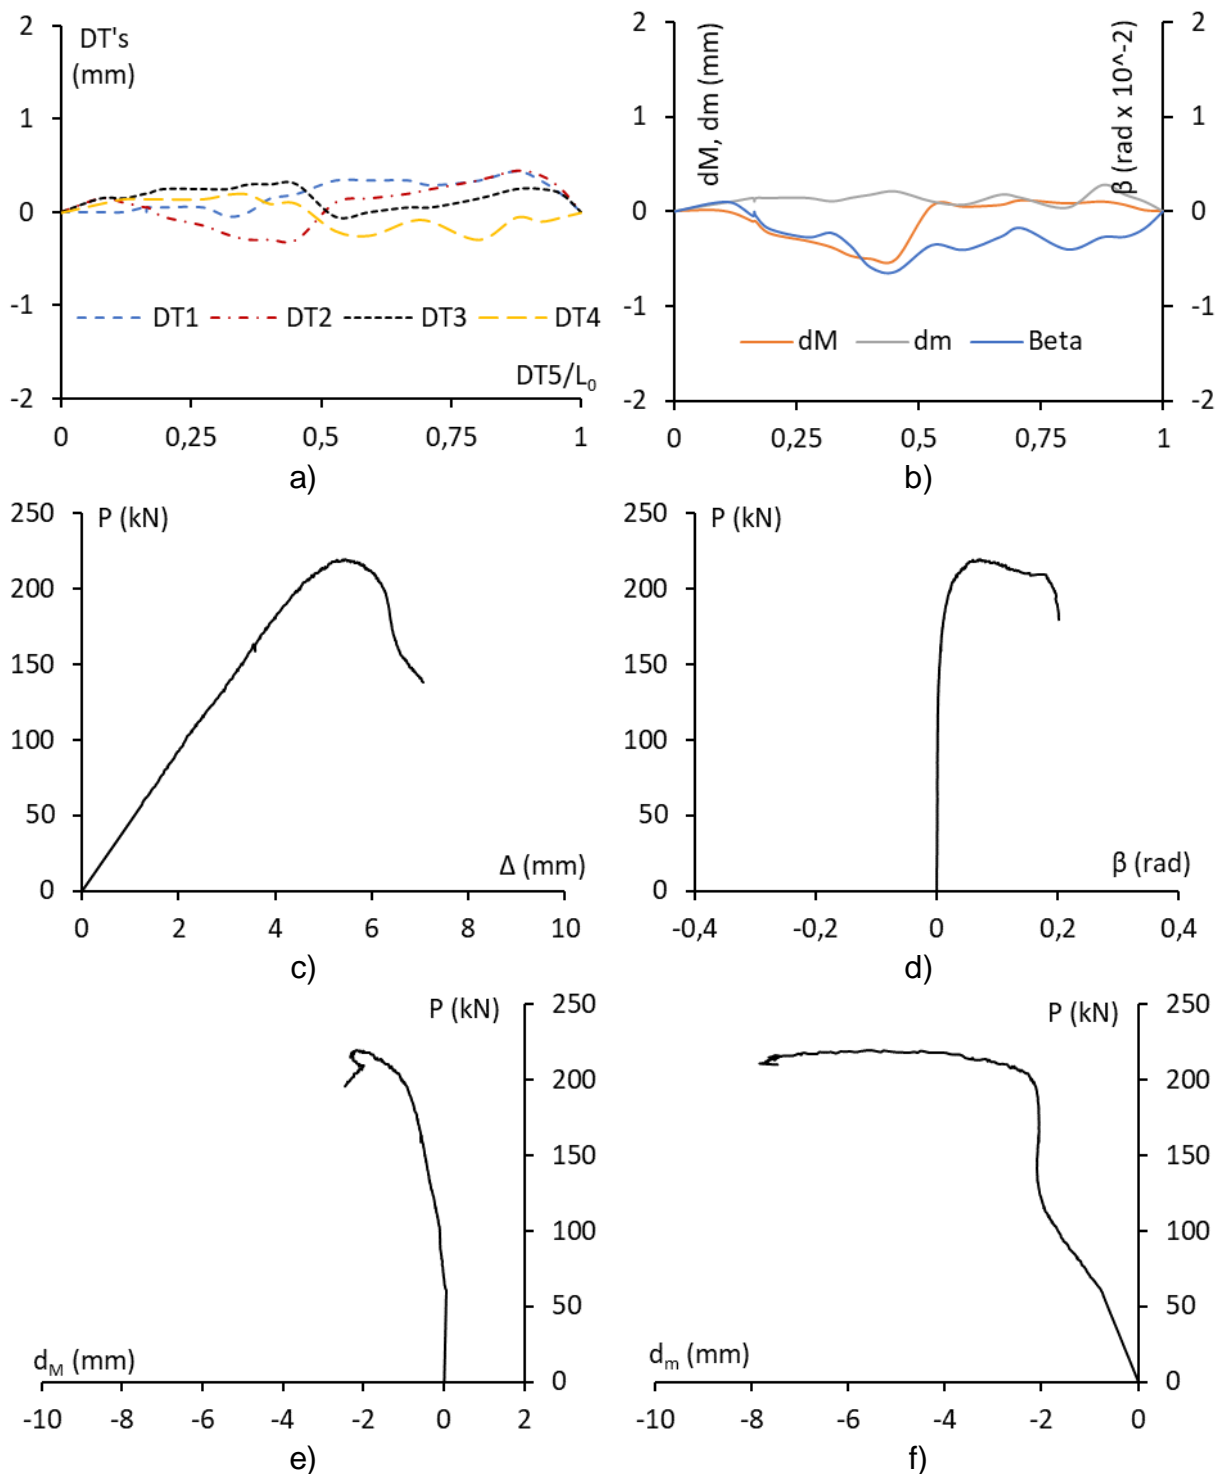 DT's
(mm)
2
1
0
-1
-2
DT1 DT2 DT3 DT4
DT5/L₀
0 0,25 0,5 0,75 1
a)
dM, dm (mm)
β (rad x 10^-2)
2 2
1 1
0 0
-1 -1
-2 -2
dM dm Beta
0 0,25 0,5 0,75 1
b)
P (kN)
250
200
150
100
50
0
Δ (mm)
0 2 4 6 8 10
c)
P (kN)
250
200
150
100
50
0
β (rad)
-0,4 -0,2 0 0,2 0,4
d)
P (kN)
250
200
150
100
50
0
d_M (mm)
-10 -8 -6 -4 -2 0 2
e)
P (kN)
250
200
150
100
50
0
dₘ (mm)
-10 -8 -6 -4 -2 0
f)